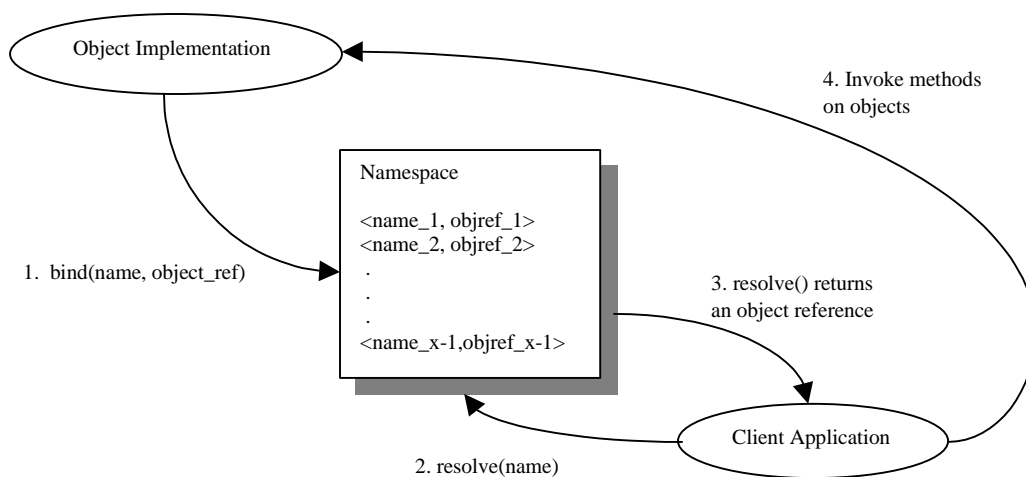 Object Implementation
4. Invoke methods
on objects
Namespace
<name_1, objref_1>
<name_2, objref_2>
.
.
.
<name_x-1,objref_x-1>
1.  bind(name, object_ref)
3. resolve() returns
an object reference
Client Application
2. resolve(name)